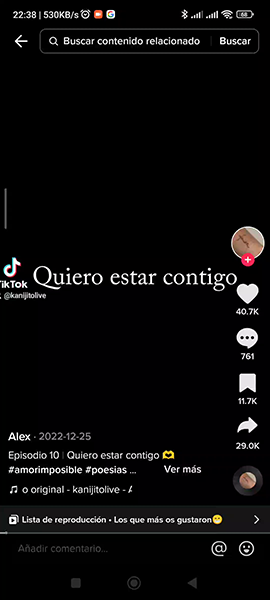 22:38 | 530KB/s
68
Buscar contenido relacionado
Buscar
TikTok
@kanijitolive
Quiero estar contigo
40.7K
761
11.7K
29.0K
Alex · 2022-12-25
Episodio 10 | Quiero estar contigo 🫶
#amorimposible #poesias ... Ver más
o original - kanijitolive - A
Lista de reproducción • Los que más os gustaron😁
Añadir comentario...